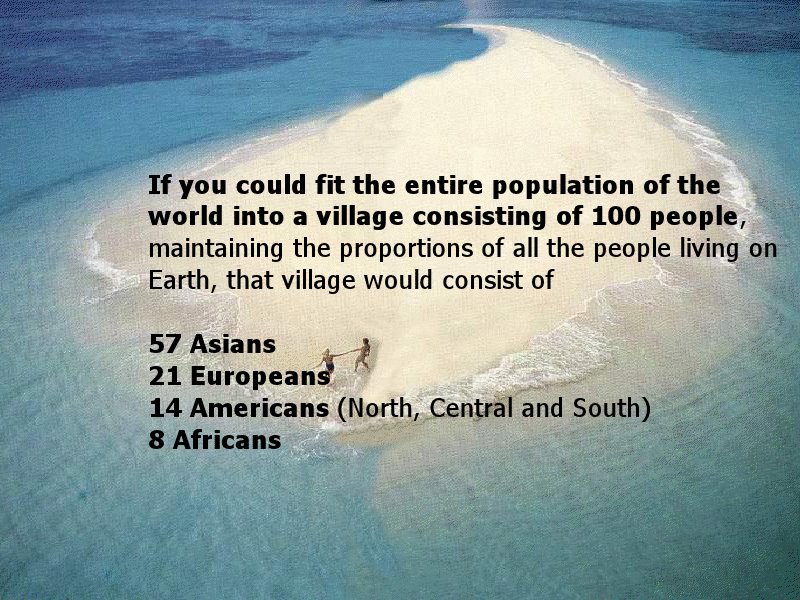 If you could fit the entire population of the
world into a village consisting of 100 people,
maintaining the proportions of all the people living on
Earth, that village would consist of
57 Asians
21 Europeans
14 Americans (North, Central and South)
8 Africans